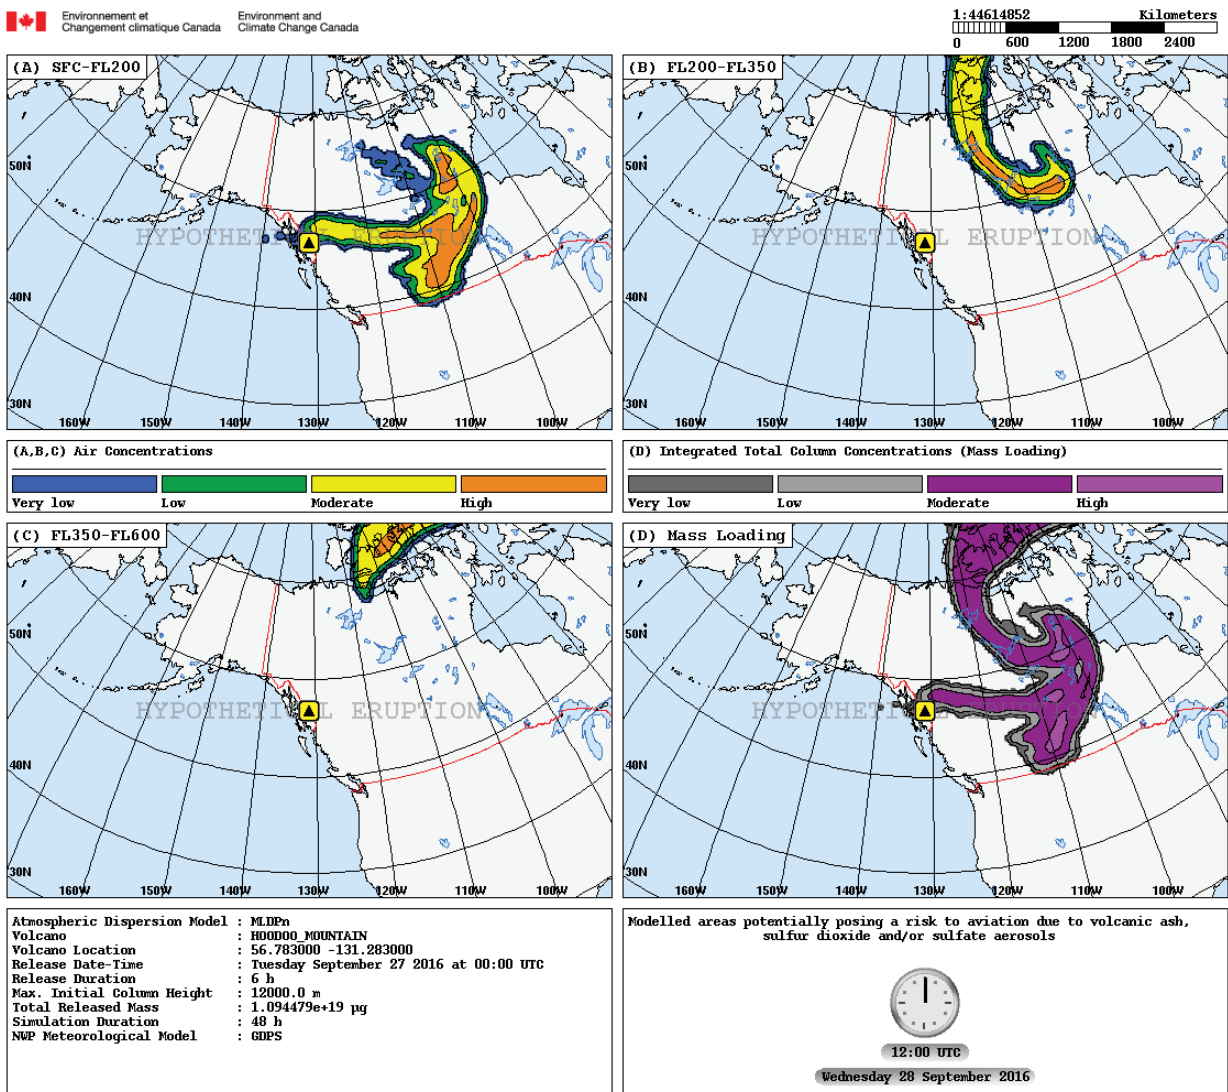 Environnement et
Changement climatique Canada
Environment and
Climate Change Canada
1:44614852 Kilometers
0 600 1200 1800 2400
(A) SFC-FL200
50N
40N
30N
160W 150W 140W 130W 120W 110W 100W
HYPOTHETICAL ERUPTION
(B) FL200-FL350
50N
40N
30N
160W 150W 140W 130W 120W 110W 100W
HYPOTHETICAL ERUPTION
(A,B,C) Air Concentrations
Very low Low Moderate High
(D) Integrated Total Column Concentrations (Mass Loading)
Very low Low Moderate High
(C) FL350-FL600
50N
40N
30N
160W 150W 140W 130W 120W 110W 100W
HYPOTHETICAL ERUPTION
(D) Mass Loading
50N
40N
30N
160W 150W 140W 130W 120W 110W 100W
HYPOTHETICAL ERUPTION
Atmospheric Dispersion Model : MLDPn
Volcano : HOODOO_MOUNTAIN
Volcano Location : 56.783000 -131.283000
Release Date-Time : Tuesday September 27 2016 at 00:00 UTC
Release Duration : 6 h
Max. Initial Column Height : 12000.0 m
Total Released Mass : 1.094479e+19 µg
Simulation Duration : 48 h
NWP Meteorological Model : GDPS
Modelled areas potentially posing a risk to aviation due to volcanic ash,
sulfur dioxide and/or sulfate aerosols
12:00 UTC
Wednesday 28 September 2016